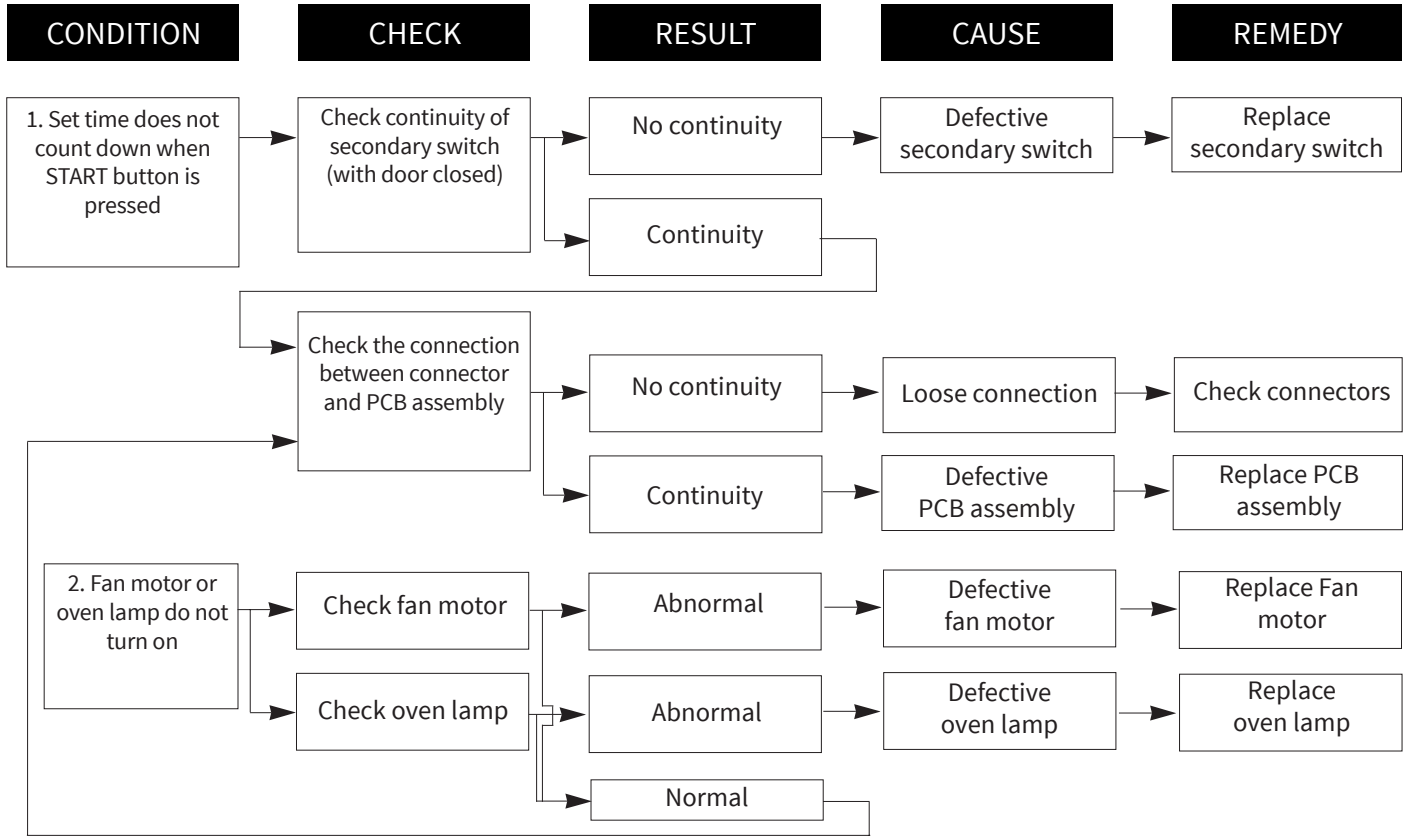 CONDITION
CHECK
RESULT
CAUSE
REMEDY
1. Set time does not
count down when
START button is
pressed
Check continuity of
secondary switch
(with door closed)
No continuity
Defective
secondary switch
Replace
secondary switch
Continuity
Check the connection
between connector
and PCB assembly
No continuity
Loose connection
Check connectors
Continuity
Defective
PCB assembly
Replace PCB
assembly
2. Fan motor or
oven lamp do not
turn on
Check fan motor
Abnormal
Defective
fan motor
Replace Fan
motor
Check oven lamp
Abnormal
Defective
oven lamp
Replace
oven lamp
Normal